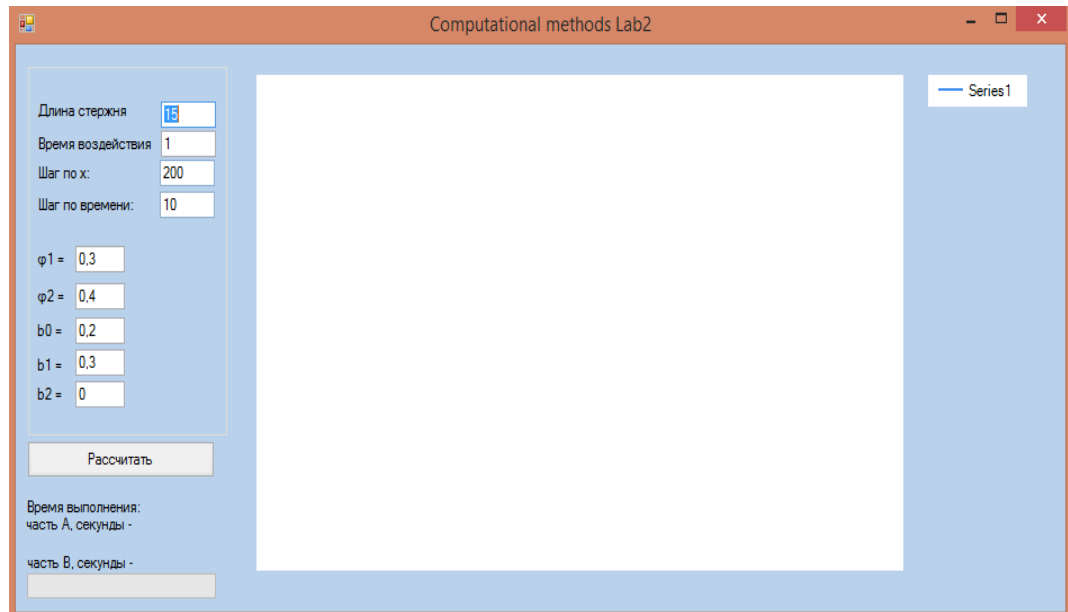 Computational methods Lab2
Длина стержня 15
Время воздействия 1
Шаг по x: 200
Шаг по времени: 10
φ1 = 0,3
φ2 = 0,4
b0 = 0,2
b1 = 0,3
b2 = 0
Рассчитать
Время выполнения:
часть А, секунды -
часть В, секунды -
Series1